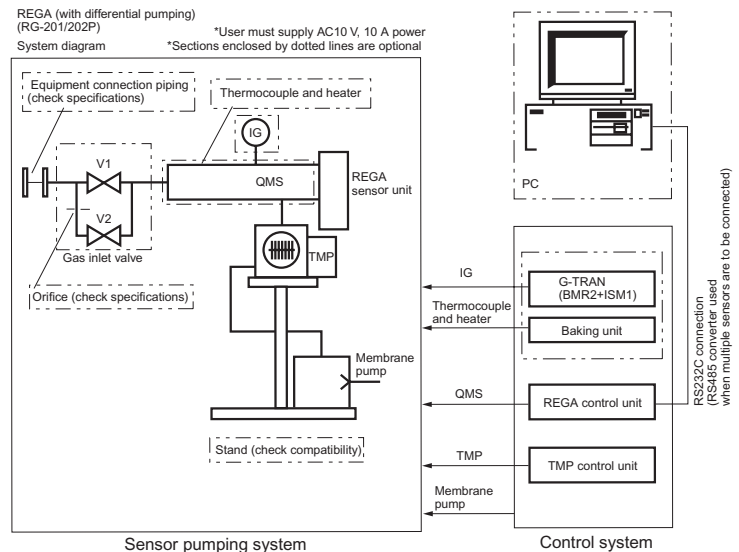 REGA (with differential pumping)
(RG-201/202P)
System diagram
*User must supply AC10 V, 10 A power
*Sections enclosed by dotted lines are optional
Equipment connection piping
(check specifications)
Thermocouple and heater
IG
V1
QMS
REGA
sensor unit
V2
Gas inlet valve
TMP
Orifice (check specifications)
Membrane
pump
Stand (check compatibility)
Sensor pumping system
PC
IG
G-TRAN
(BMR2+ISM1)
Thermocouple
and heater
Baking unit
QMS
REGA control unit
TMP
TMP control unit
Membrane
pump
Control system
RS232C connection
(RS485 converter used
when multiple sensors are to be connected)